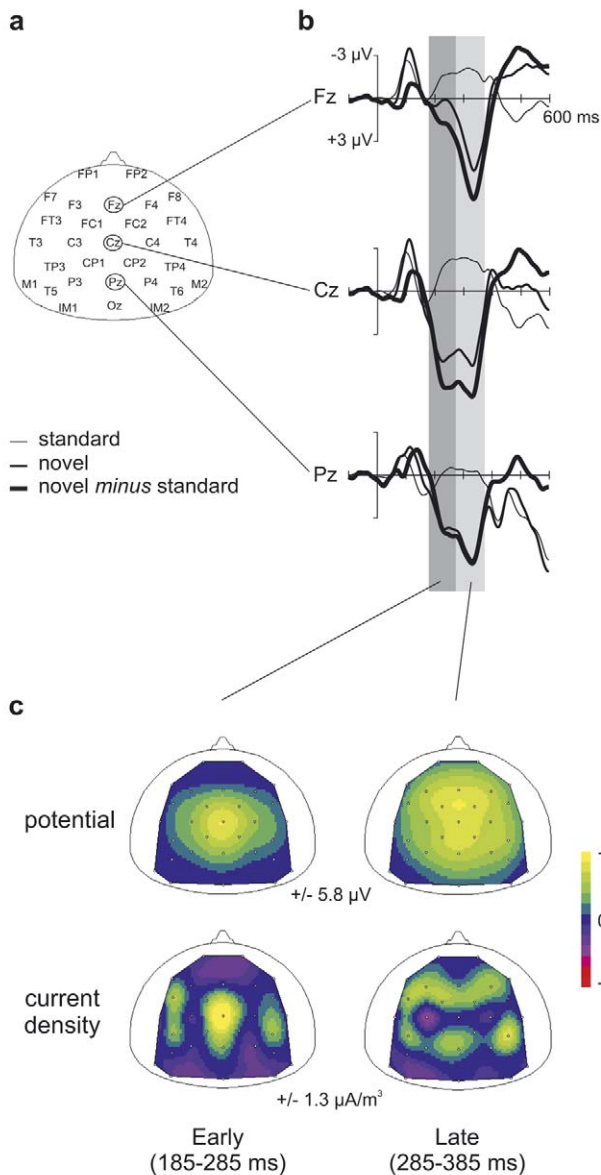 a
b
-3 µV
Fz
+3 µV
600 ms
FP1 FP2
F7 F3 Fz F4 F8
FT3 FC1 FC2 FT4
T3 C3 Cz C4 T4
TP3 CP1 CP2 TP4
M1 T5 P3 Pz P4 T6 M2
IM1 Oz IM2
Cz
Pz
standard
novel
novel minus standard
c
potential
+/- 5.8 µV
+
0
-
current
density
+/- 1.3 µA/m³
Early
(185-285 ms)
Late
(285-385 ms)